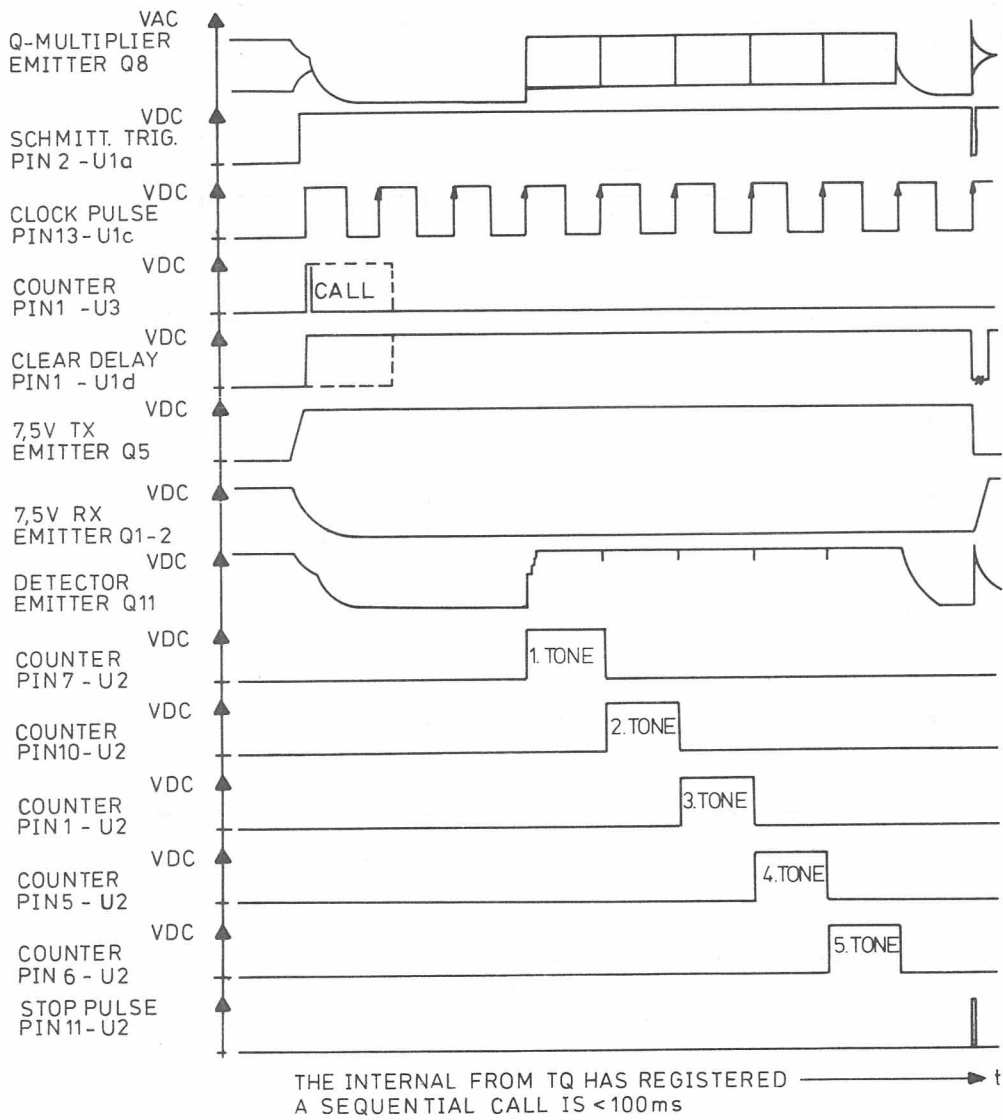 VAC
Q-MULTIPLIER
EMITTER Q8
VDC
SCHMITT. TRIG.
PIN 2 - U1a
VDC
CLOCK PULSE
PIN13- U1c
VDC
COUNTER
PIN1 - U3
CALL
VDC
CLEAR DELAY
PIN1 - U1d
VDC
7,5V TX
EMITTER Q5
VDC
7,5V RX
EMITTER Q1-2
VDC
DETECTOR
EMITTER Q11
VDC
COUNTER
PIN7 - U2
1.TONE
VDC
COUNTER
PIN10-U2
2.TONE
VDC
COUNTER
PIN 1 - U2
3.TONE
VDC
COUNTER
PIN5 - U2
4.TONE
VDC
COUNTER
PIN 6 - U2
5.TONE
STOP PULSE
PIN11- U2
t
THE INTERNAL FROM TQ HAS REGISTERED
A SEQUENTIAL CALL IS <100ms